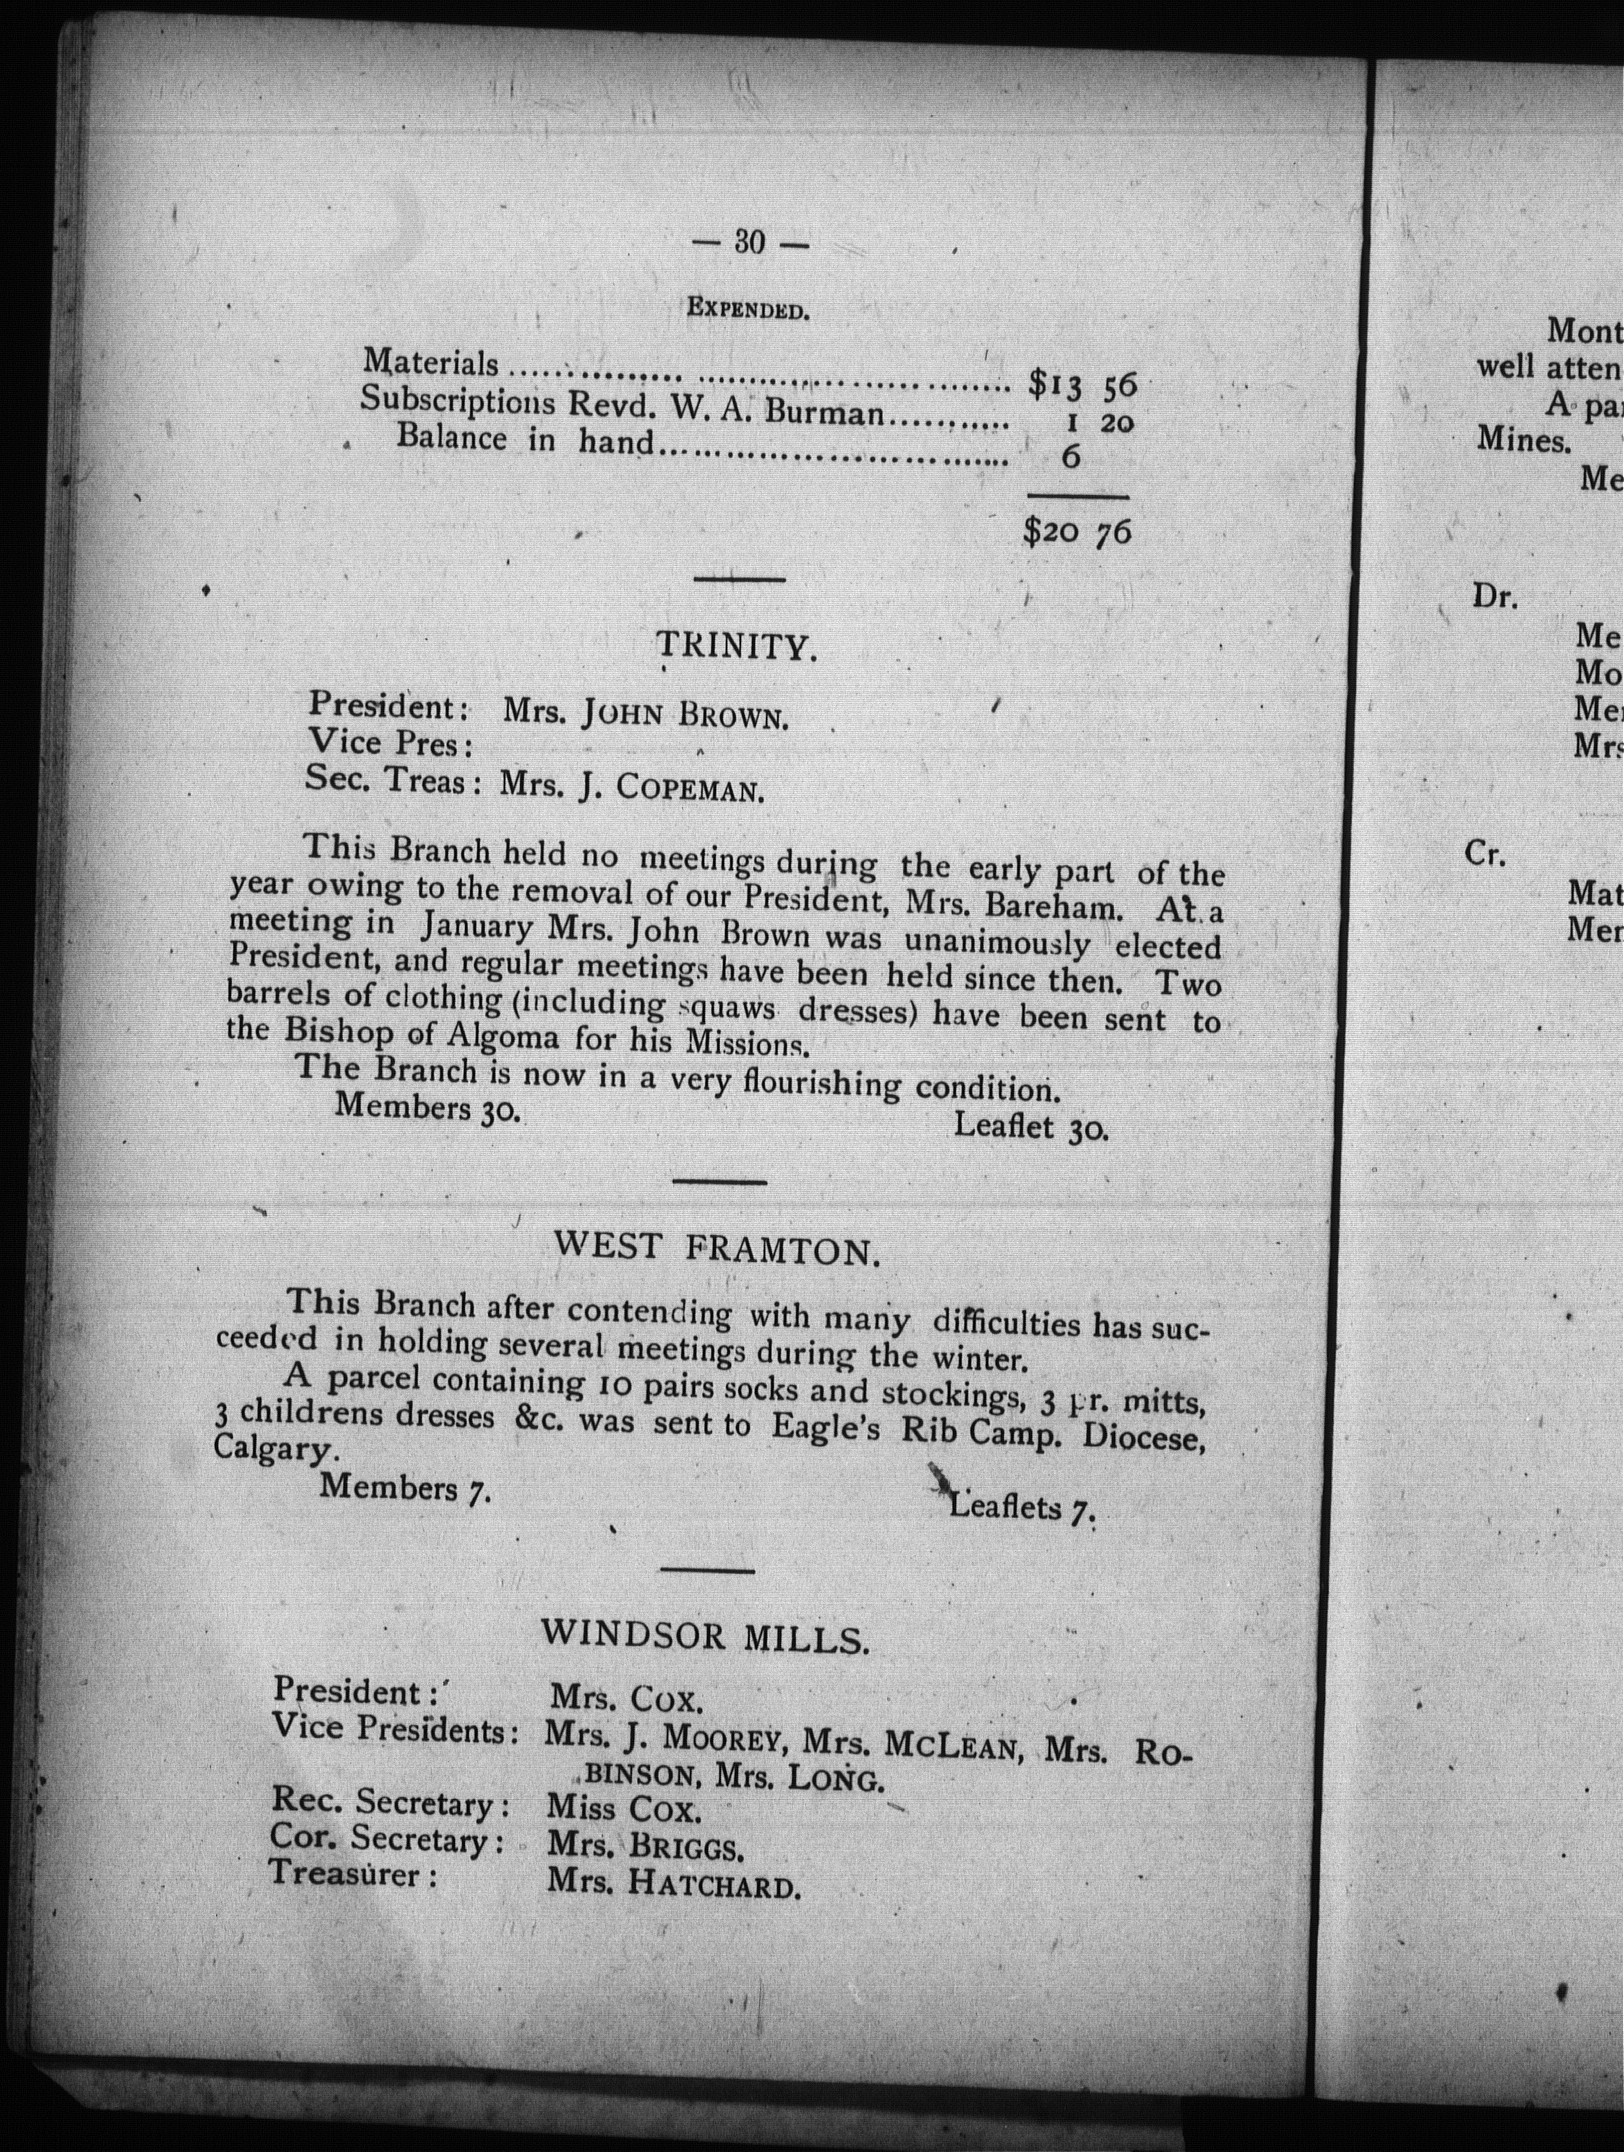 — 30 —
EXPENDED.
Materials .............................................. $13 56
Subscriptions Revd. W. A. Burman........... 1 20
Balance in hand................................. 6
$20 76
TRINITY.
President: Mrs. JOHN BROWN.
Vice Pres:
Sec. Treas: Mrs. J. COPEMAN.
This Branch held no meetings during the early part of the
year owing to the removal of our President, Mrs. Bareham. At a
meeting in January Mrs. John Brown was unanimously elected
President, and regular meetings have been held since then. Two
barrels of clothing (including squaws dresses) have been sent to
the Bishop of Algoma for his Missions.
The Branch is now in a very flourishing condition.
Members 30. Leaflet 30.
WEST FRAMTON.
This Branch after contending with many difficulties has suc-
ceeded in holding several meetings during the winter.
A parcel containing 10 pairs socks and stockings, 3 pr. mitts,
3 childrens dresses &c. was sent to Eagle's Rib Camp. Diocese,
Calgary.
Members 7. Leaflets 7.
WINDSOR MILLS.
President: Mrs. COX.
Vice Presidents: Mrs. J. MOOREY, Mrs. MCLEAN, Mrs. RO-
BINSON, Mrs. LONG.
Rec. Secretary: Miss COX.
Cor. Secretary: Mrs. BRIGGS.
Treasurer: Mrs. HATCHARD.
Mont
well atten
A pa
Mines.
Me
Dr.
Me
Mo
Me
Mrs
Cr.
Mat
Mer